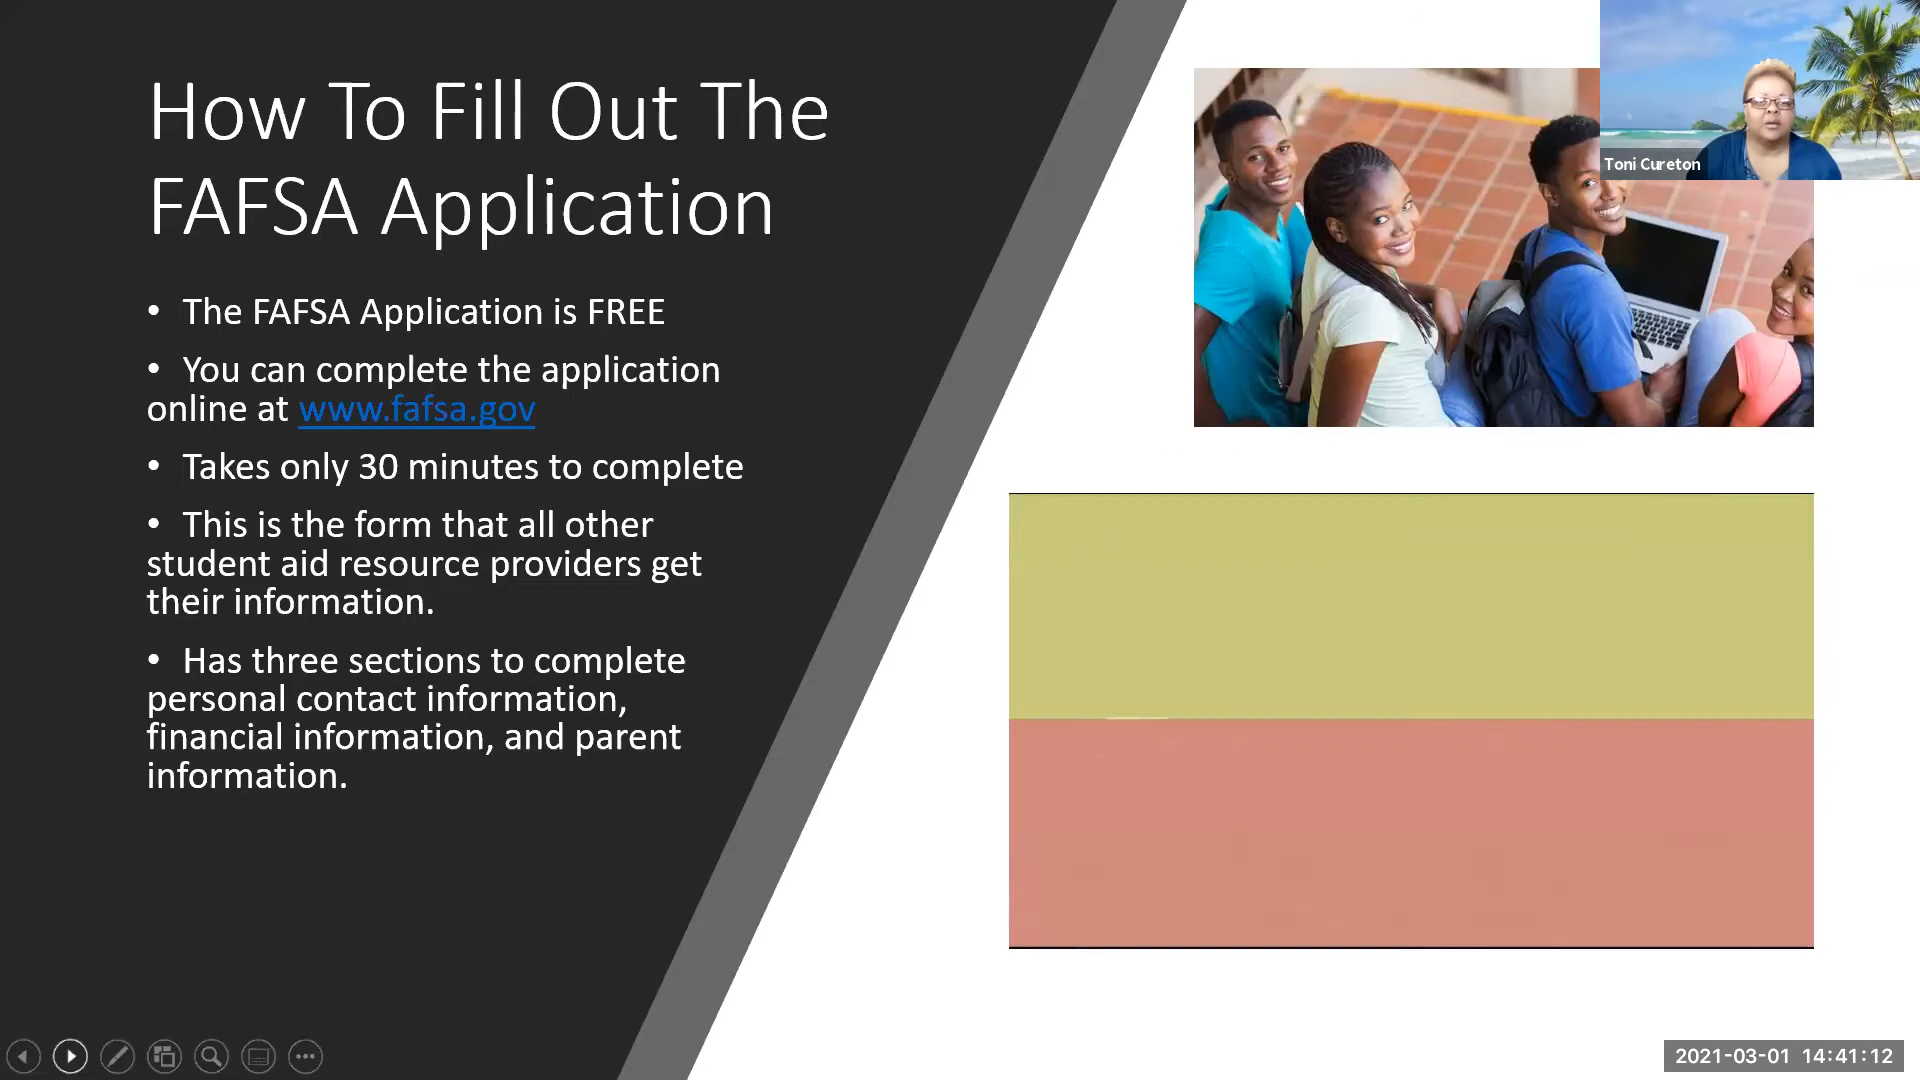 How To Fill Out The
FAFSA Application
• The FAFSA Application is FREE
• You can complete the application
online at www.fafsa.gov
• Takes only 30 minutes to complete
• This is the form that all other
student aid resource providers get
their information.
• Has three sections to complete
personal contact information,
financial information, and parent
information.
Toni Cureton
2021-03-01 14:41:12